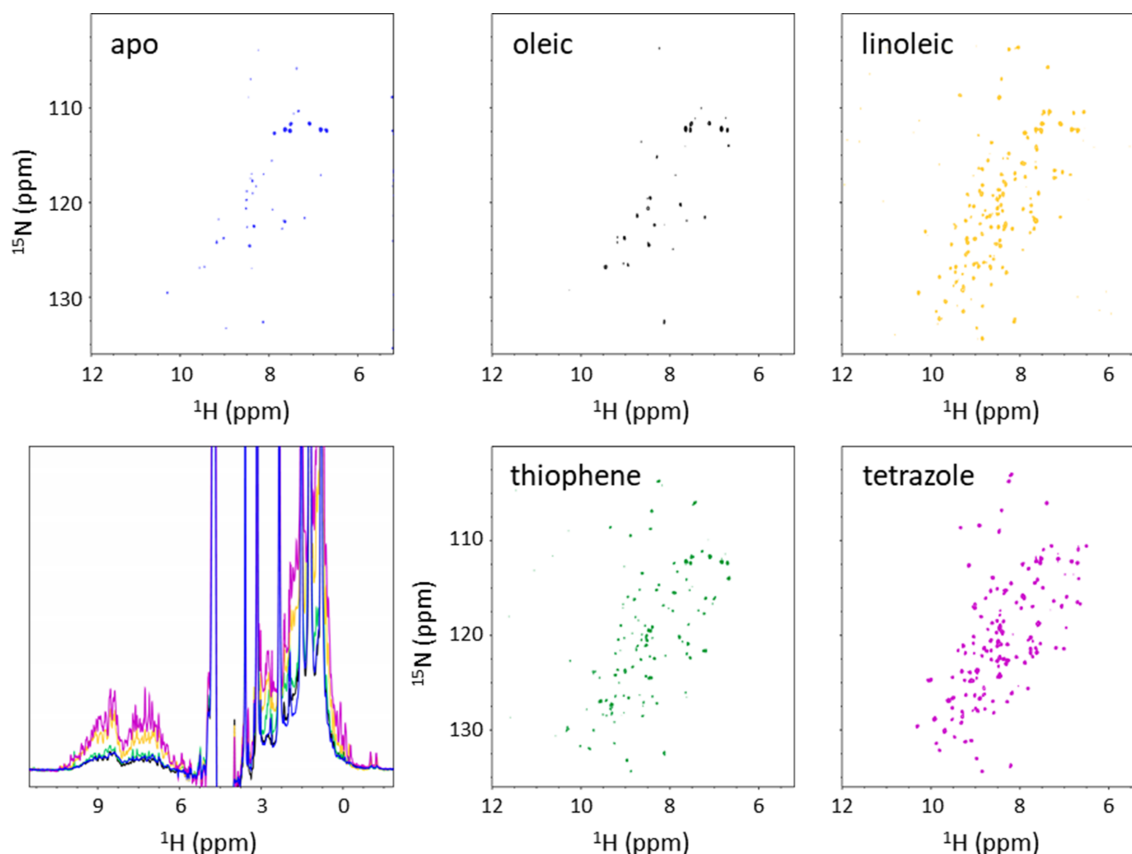 apo
110
120
130
¹⁵N (ppm)
12 10 8 6
¹H (ppm)
oleic
12 10 8 6
¹H (ppm)
linoleic
12 10 8 6
¹H (ppm)
9 6 3 0
¹H (ppm)
thiophene
110
120
130
¹⁵N (ppm)
12 10 8 6
¹H (ppm)
tetrazole
12 10 8 6
¹H (ppm)